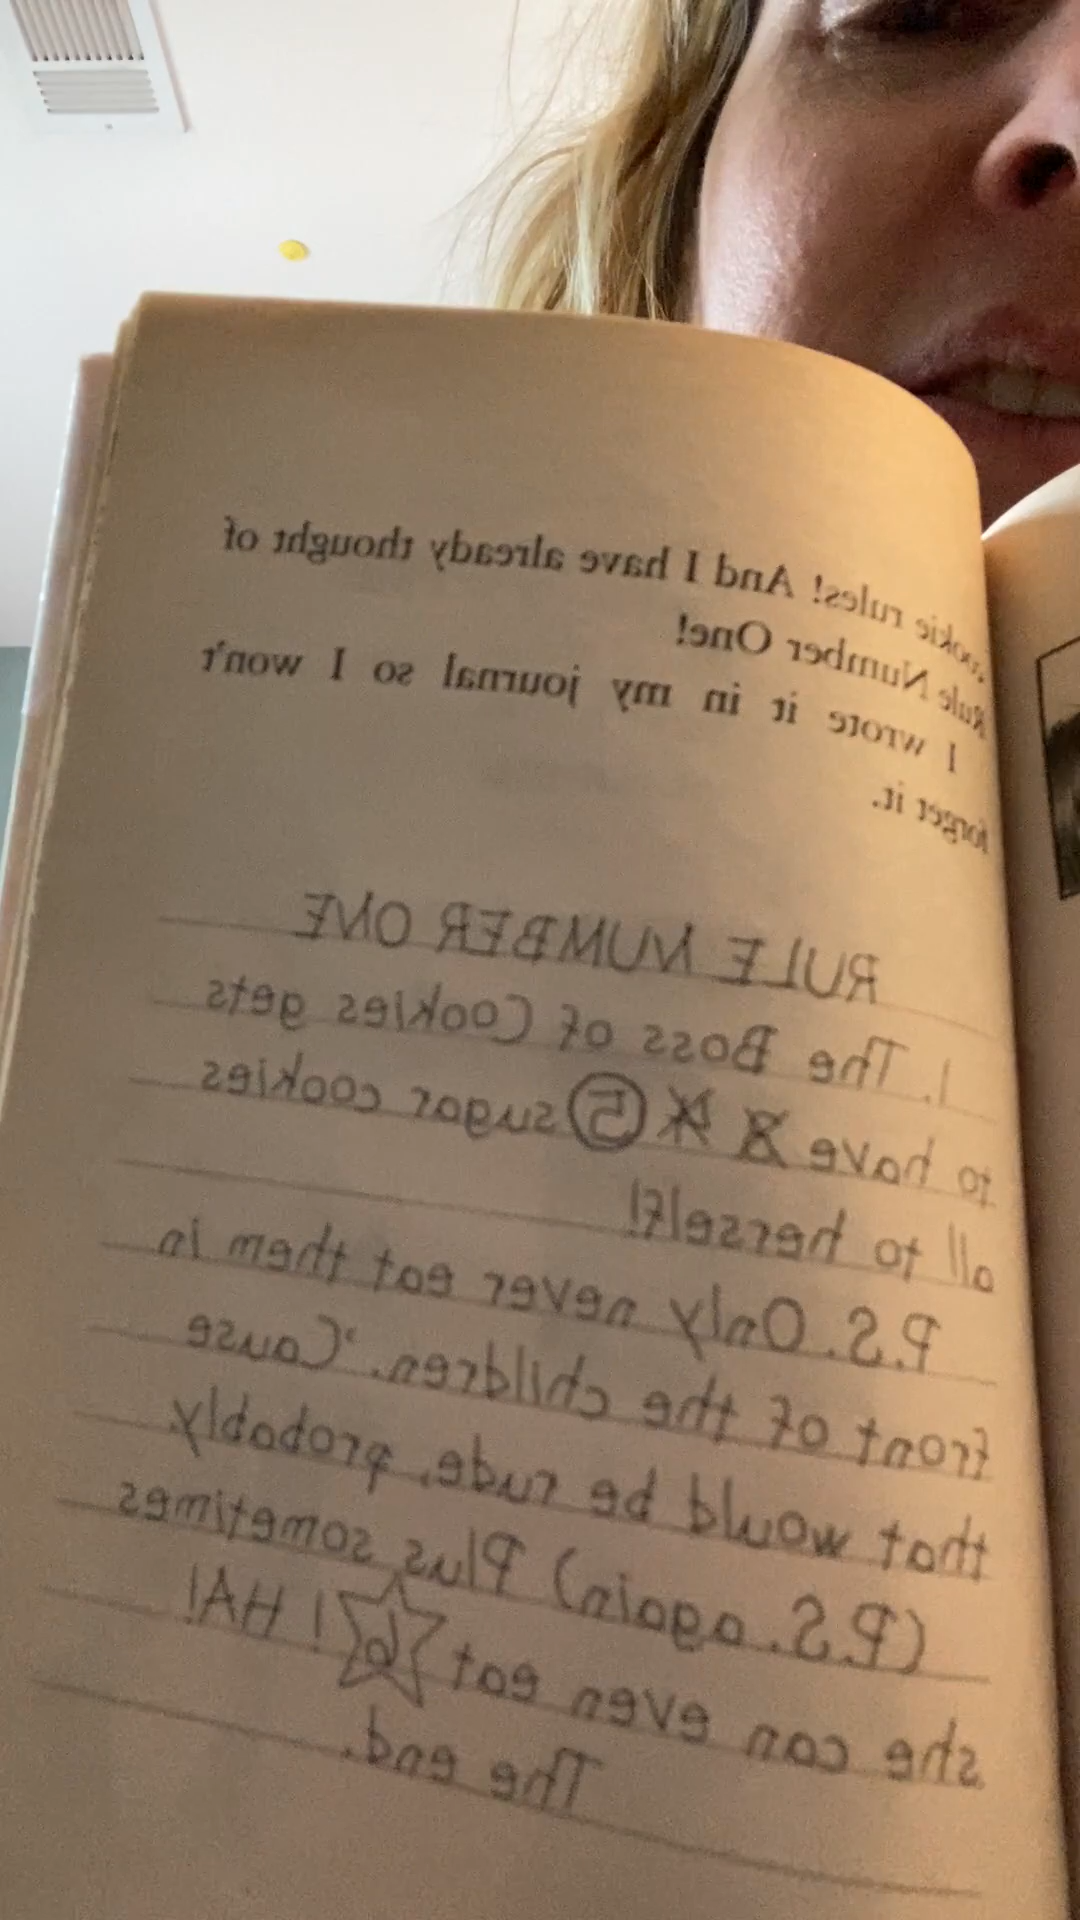 Cookie rules! And I have already thought of
Rule Number One!
I wrote it in my journal so I won't
forget it.
RULE NUMBER ONE
1. The Boss of Cookies gets
to have 3 4 5 sugar cookies
all to herself!
P.S. Only never eat them in
front of the children. 'Cause
that would be rude, probably.
(P.S. again) Plus sometimes
she can even eat 6! HA!
The end.